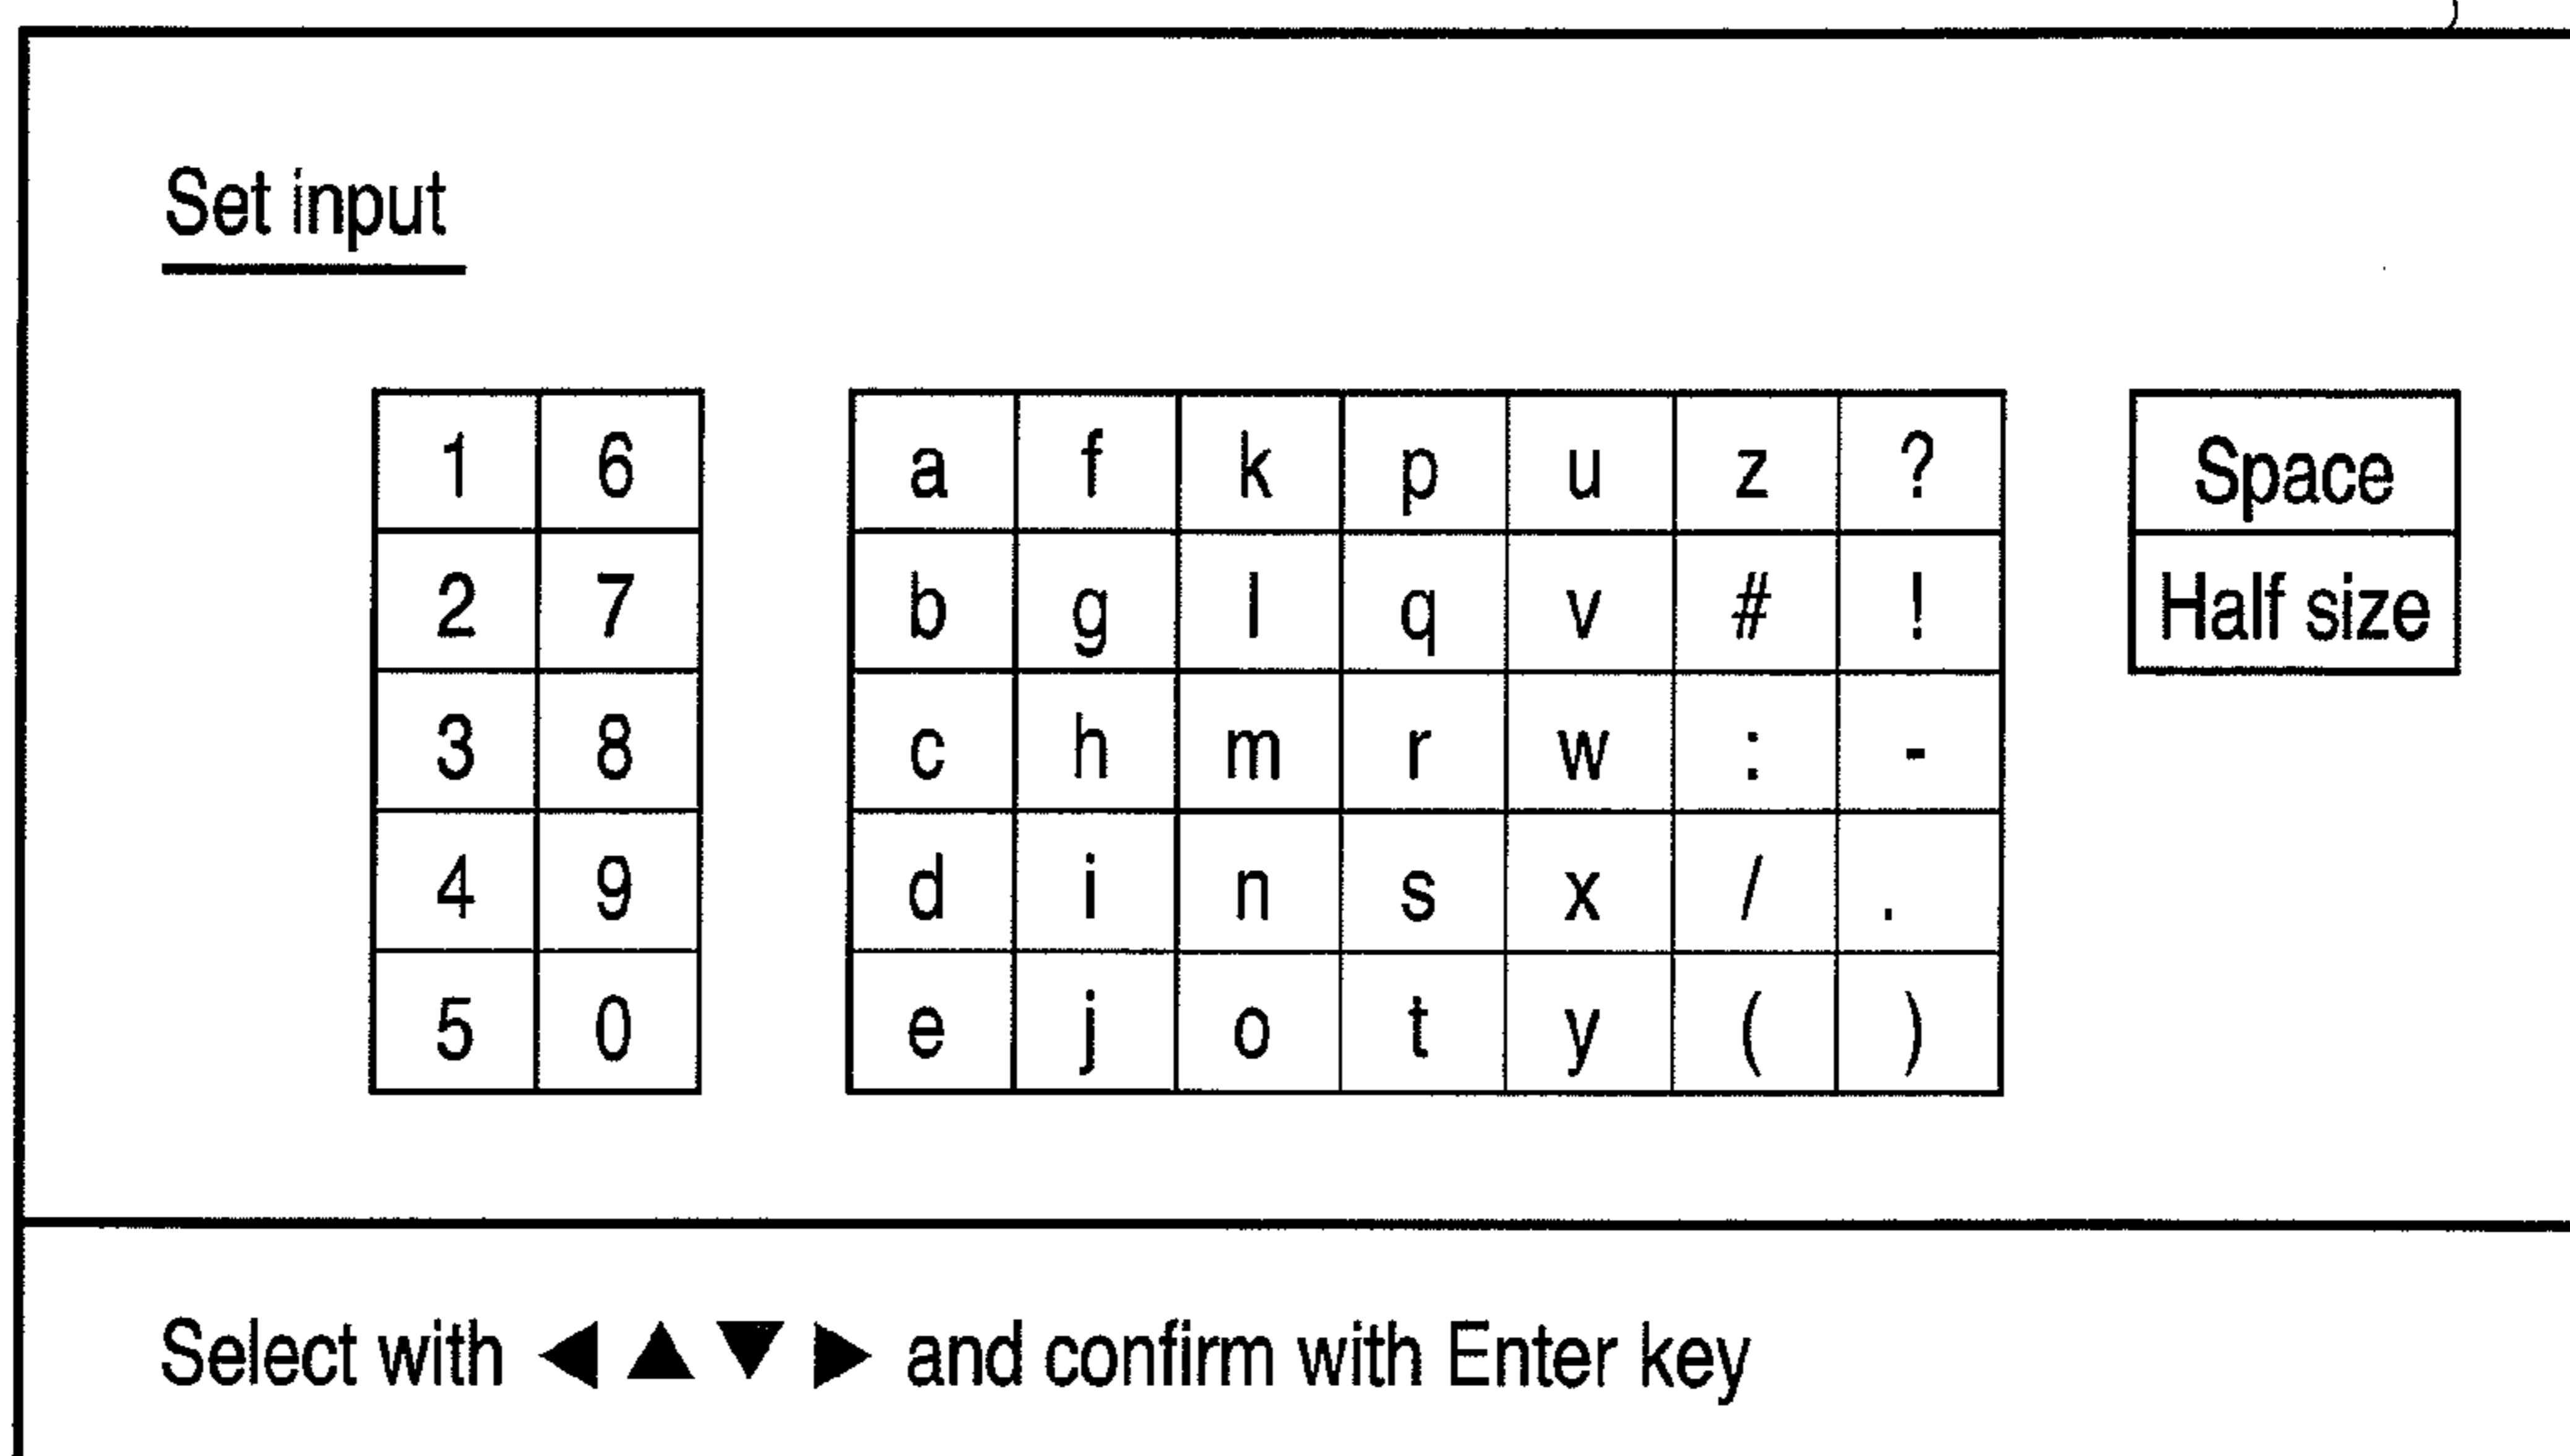 Set input
1 6 a f k p u z ? Space
2 7 b g l q v # ! Half size
3 8 c h m r w : -
4 9 d i n s x / .
5 0 e j o t y ( )
Select with ◀ ▲ ▼ ▶ and confirm with Enter key